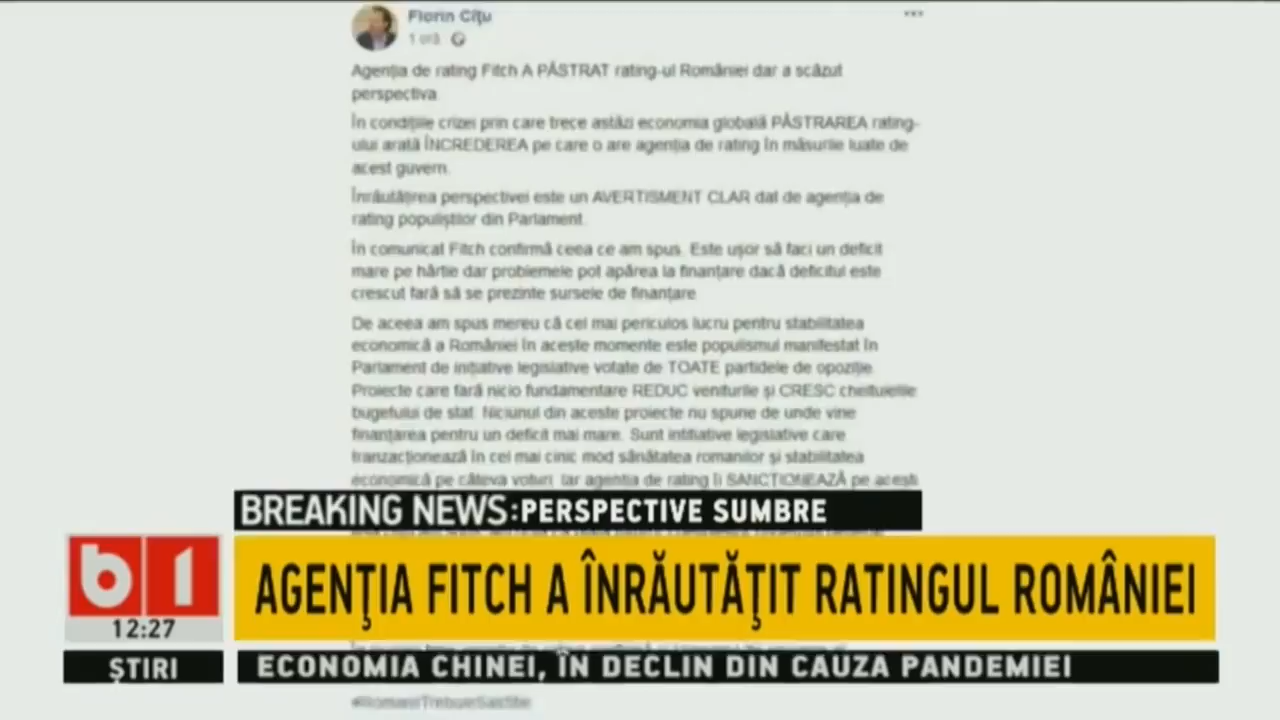 Florin Cîțu
1 oră
Agenția de rating Fitch A PĂSTRAT rating-ul României dar a scăzut
perspectiva.
În condițiile crizei prin care trece astăzi economia globală PĂSTRAREA rating-
ului arată ÎNCREDEREA pe care o are agenția de rating în măsurile luate de
acest guvern.
Înrăutățirea perspectivei este un AVERTISMENT CLAR dat de agenția de
rating populiștilor din Parlament.
În comunicat Fitch confirmă ceea ce am spus. Este ușor să faci un deficit
mare pe hârtie dar problemele pot apărea la finanțare dacă deficitul este
crescut fară să se prezinte sursele de finanțare.
De aceea am spus mereu că cel mai periculos lucru pentru stabilitatea
economică a României în aceste momente este populismul manifestat în
Parlament de inițiative legislative votate de TOATE partidele de opoziție.
Proiecte care fară nicio fundamentare REDUC veniturile și CRESC cheltuielile
bugetului de stat. Niciunul din aceste proiecte nu spune de unde vine
finanțarea pentru un deficit mai mare. Sunt intitiative legislative care
tranzacționează în cel mai cinic mod sănătatea romanilor și stabilitatea
economică pe câteva voturi. Iar agenția de rating îi SANCȚIONEAZĂ pe acești
BREAKING NEWS: PERSPECTIVE SUMBRE
b1
AGENŢIA FITCH A ÎNRĂUTĂŢIT RATINGUL ROMÂNIEI
12:27
ŞTIRI
ECONOMIA CHINEI, ÎN DECLIN DIN CAUZA PANDEMIEI